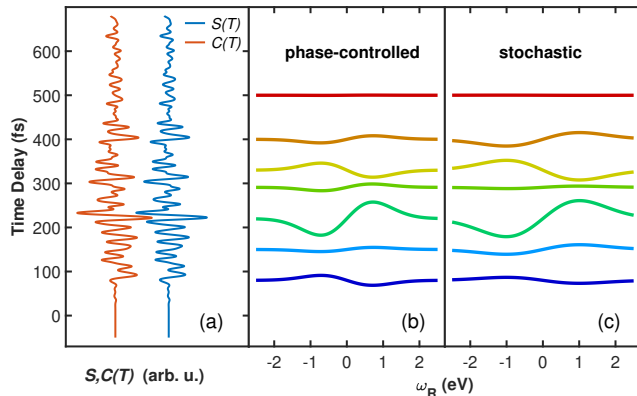 S(T)
C(T)
phase-controlled
stochastic
Time Delay (fs)
600
500
400
300
200
100
0
(a)
(b)
(c)
-2 -1 0 1 2
-2 -1 0 1 2
S,C(T) (arb. u.)
ωR (eV)